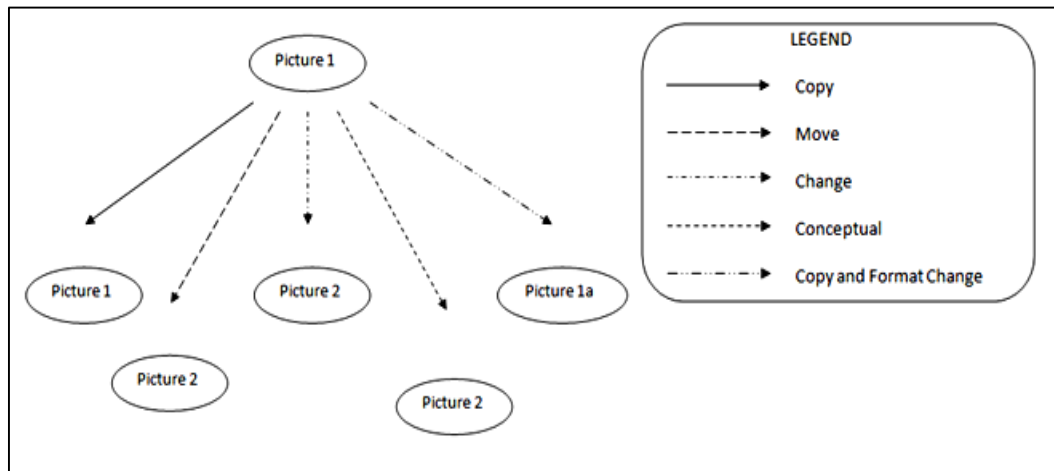 Picture 1
Picture 1
Picture 2
Picture 1a
Picture 2
Picture 2
LEGEND
Copy
Move
Change
Conceptual
Copy and Format Change